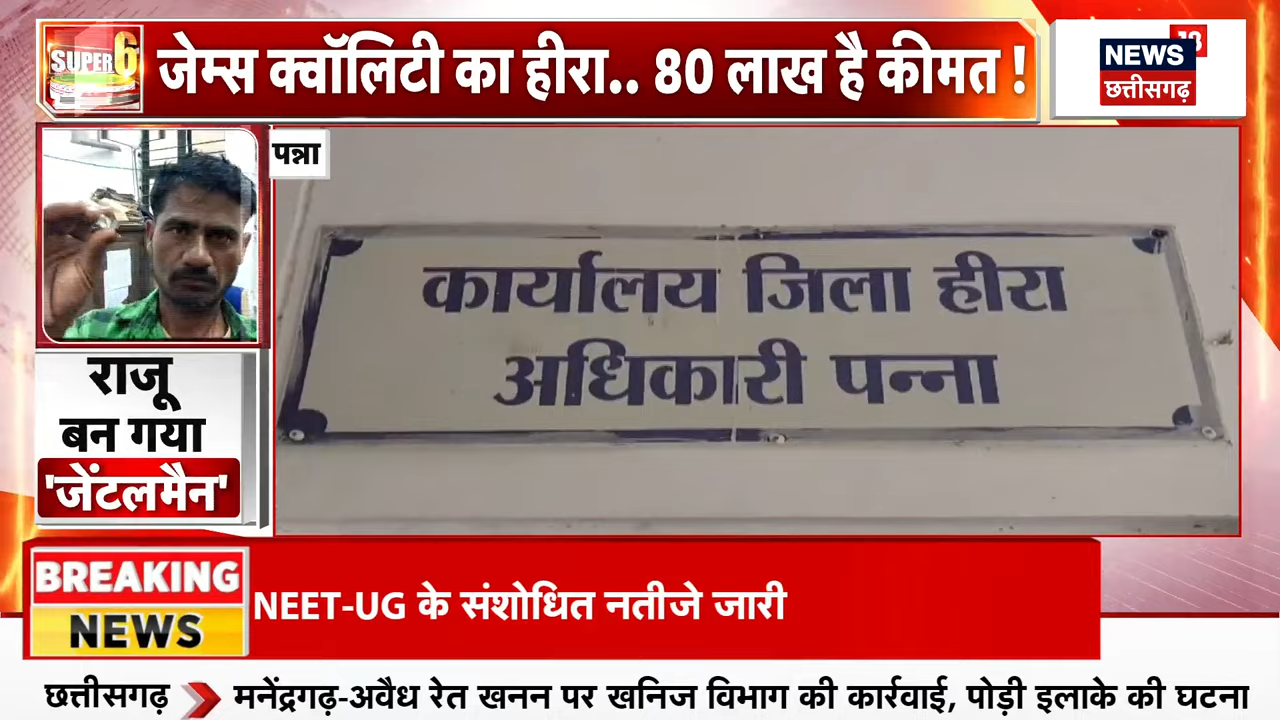 SUPER 6
जेम्स क्वॉलिटी का हीरा.. 80 लाख है कीमत !
NEWS 18
छत्तीसगढ़
पन्ना
कार्यालय जिला हीरा
अधिकारी पन्ना
राजू
बन गया
'जेंटलमैन'
BREAKING
NEWS
NEET-UG के संशोधित नतीजे जारी
छत्तीसगढ़
मनेंद्रगढ़-अवैध रेत खनन पर खनिज विभाग की कार्रवाई, पोड़ी इलाके की घटना